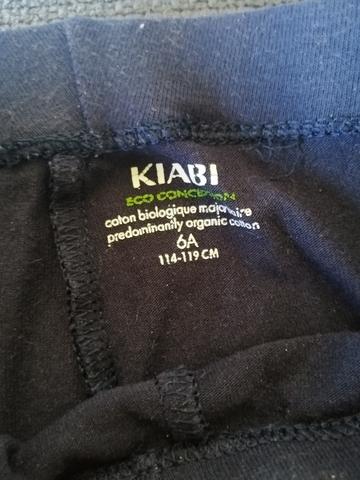 KIABI
ECO CONCEPTION
coton biologique majoritaire
predominantly organic cotton
6A
114-119 CM